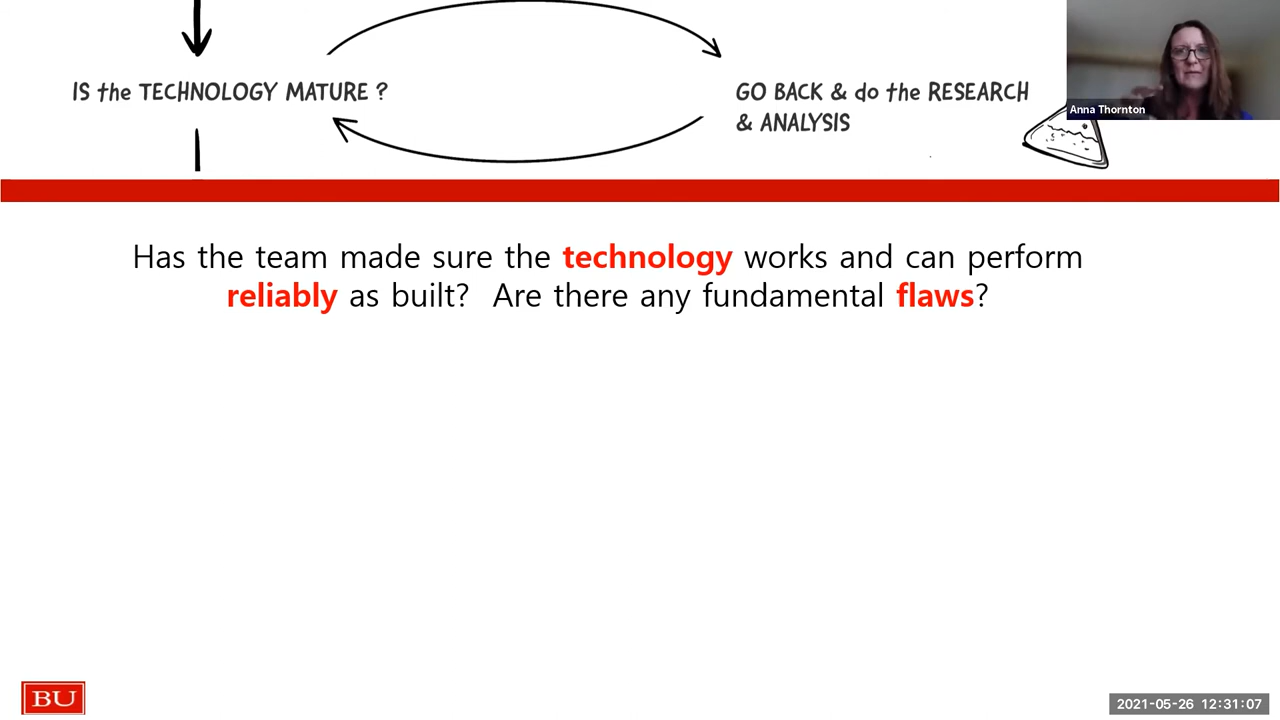 IS the TECHNOLOGY MATURE ?
GO BACK & do the RESEARCH
& ANALYSIS
Anna Thornton
Has the team made sure the technology works and can perform
reliably as built? Are there any fundamental flaws?
BU
2021-05-26 12:31:07